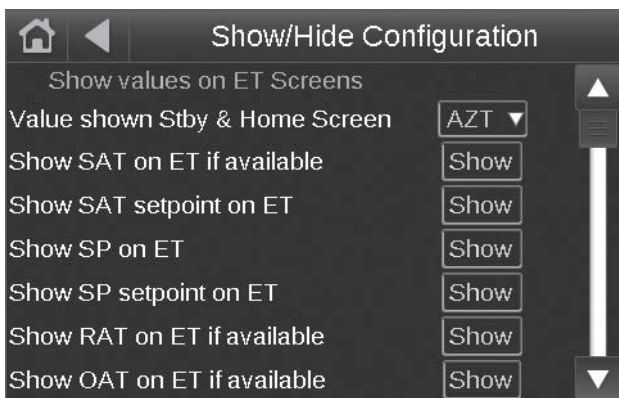 Show/Hide Configuration
Show values on ET Screens
Value shown Stby & Home Screen AZT
Show SAT on ET if available Show
Show SAT setpoint on ET Show
Show SP on ET Show
Show SP setpoint on ET Show
Show RAT on ET if available Show
Show OAT on ET if available Show